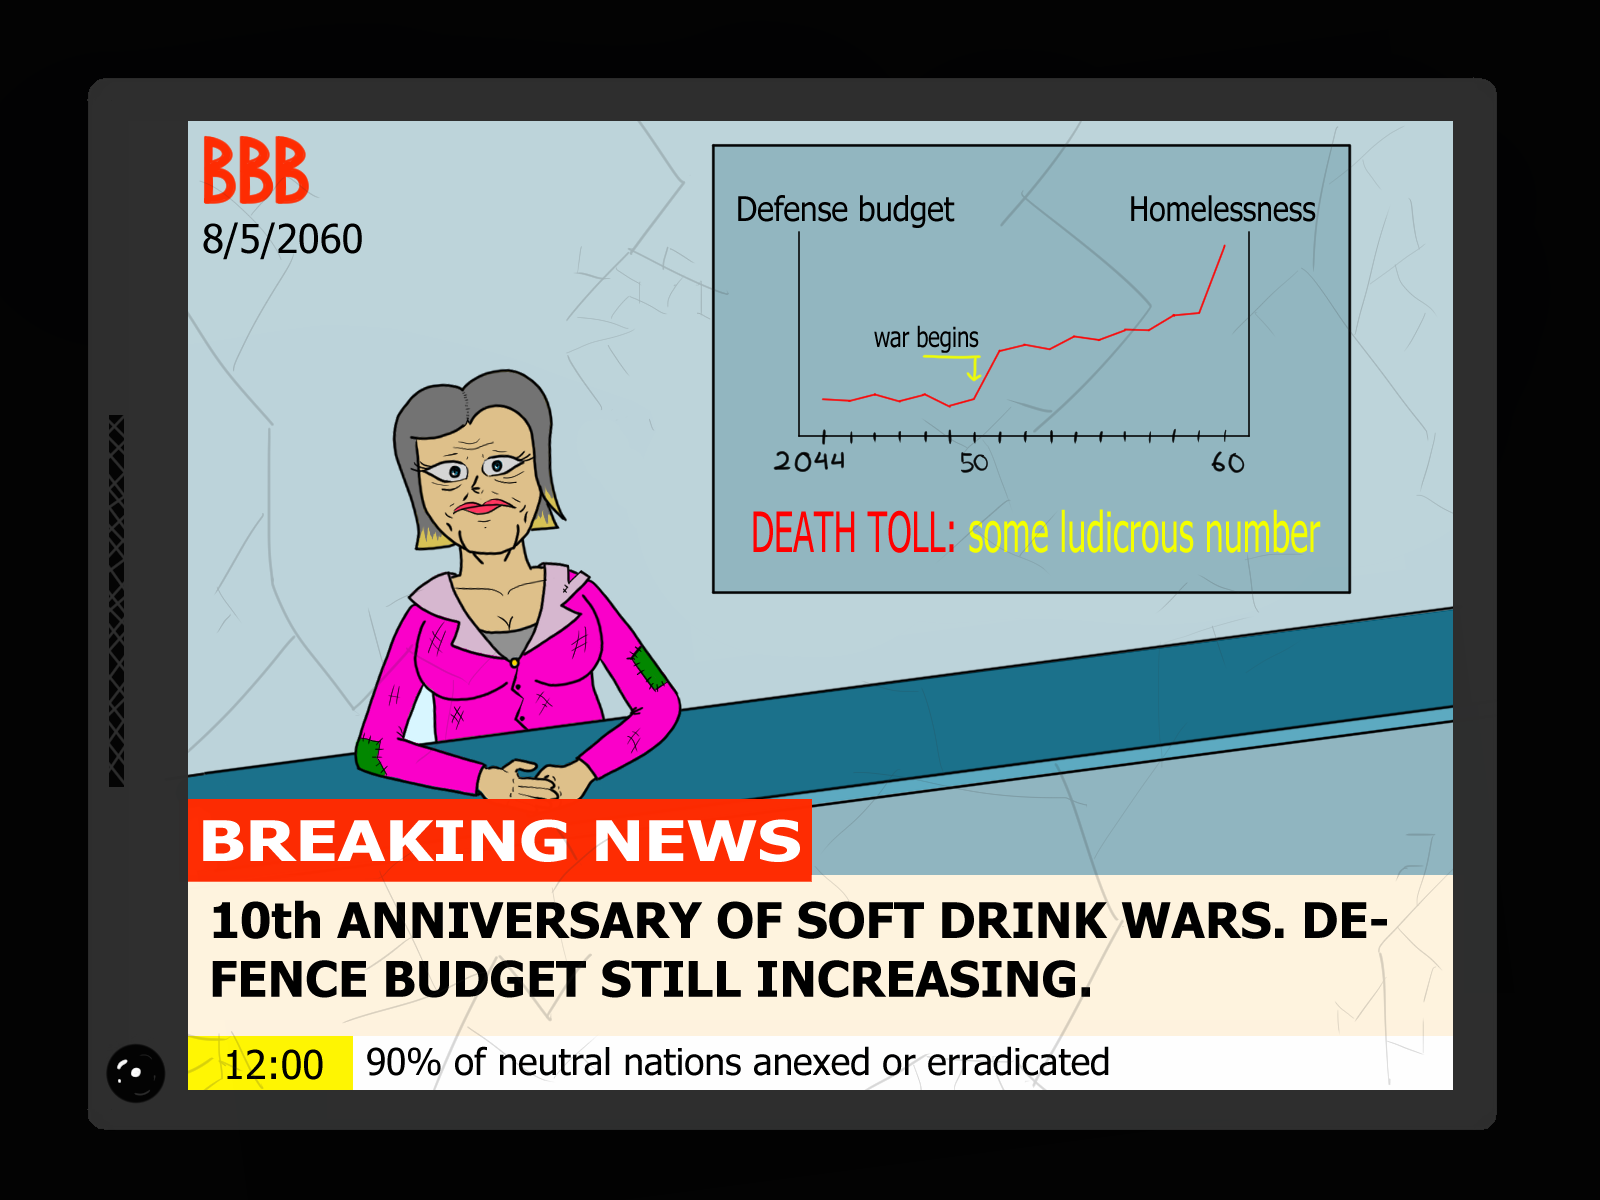 BBB
8/5/2060
Defense budget
Homelessness
war begins
2044
50
60
DEATH TOLL: some ludicrous number
BREAKING NEWS
10th ANNIVERSARY OF SOFT DRINK WARS. DE-
FENCE BUDGET STILL INCREASING.
12:00
90% of neutral nations anexed or erradicated